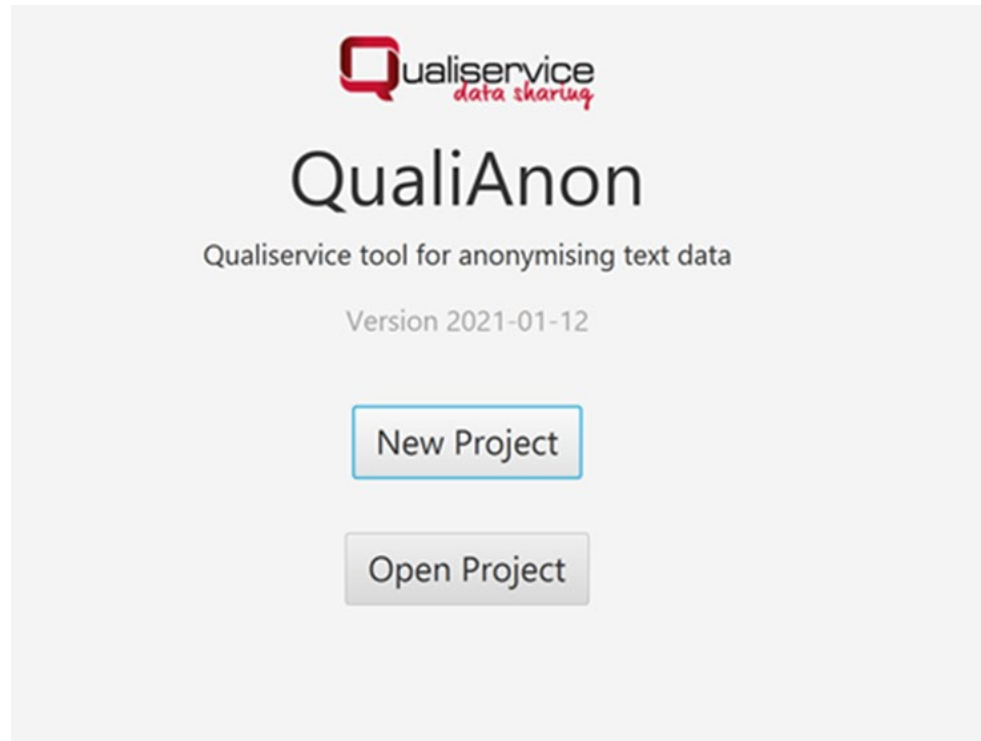 Qualiservice
data sharing
QualiAnon
Qualiservice tool for anonymising text data
Version 2021-01-12
New Project
Open Project